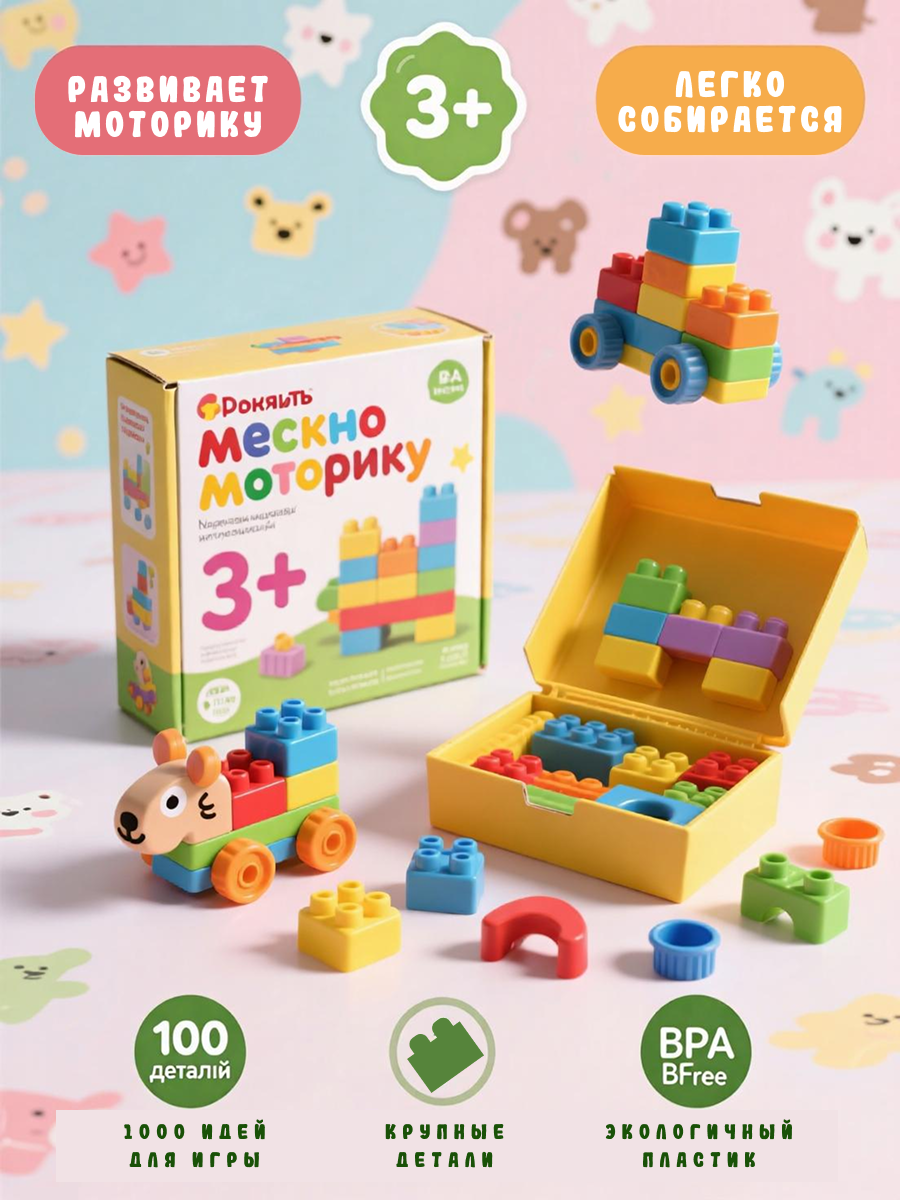 РАЗВИВАЕТ
МОТОРИКУ
3+
ЛЕГКО
СОБИРАЕТСЯ
Рокяьть
мескно
моторику
3+
100
деталій
BPA
BFree
1000 ИДЕЙ
ДЛЯ ИГРЫ
КРУПНЫЕ
ДЕТАЛИ
ЭКОЛОГИЧНЫЙ
ПЛАСТИК